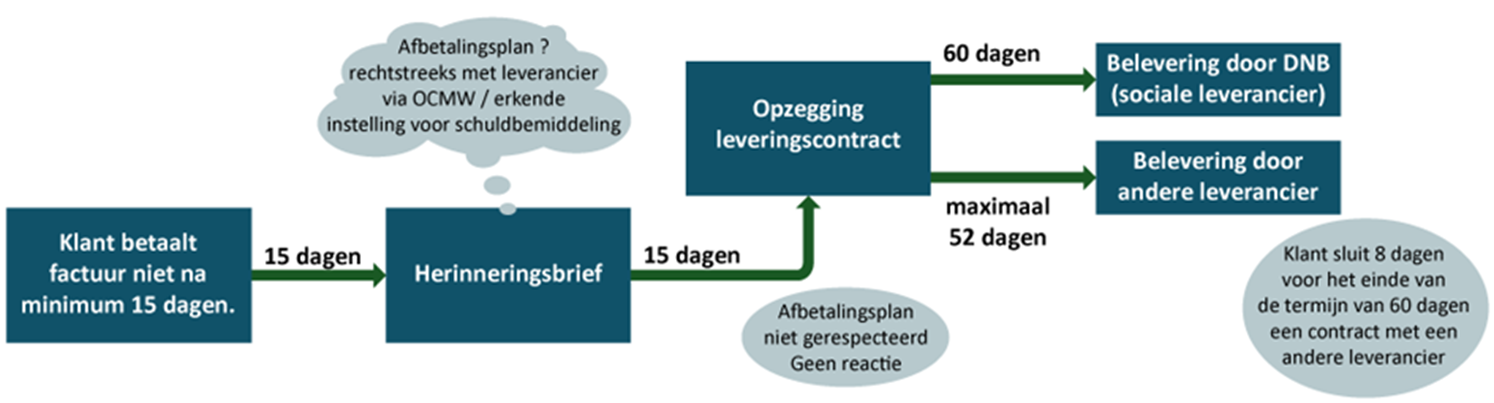 Klant betaalt
factuur niet na
minimum 15 dagen.
15 dagen
Afbetalingsplan ?
rechtstreeks met leverancier
via OCMW / erkende
instelling voor schuldbemiddeling
Herinneringsbrief
15 dagen
Afbetalingsplan
niet gerespecteerd
Geen reactie
Opzegging
leveringscontract
60 dagen
Belevering door DNB
(sociale leverancier)
maximaal
52 dagen
Belevering door
andere leverancier
Klant sluit 8 dagen
voor het einde van
de termijn van 60 dagen
een contract met een
andere leverancier